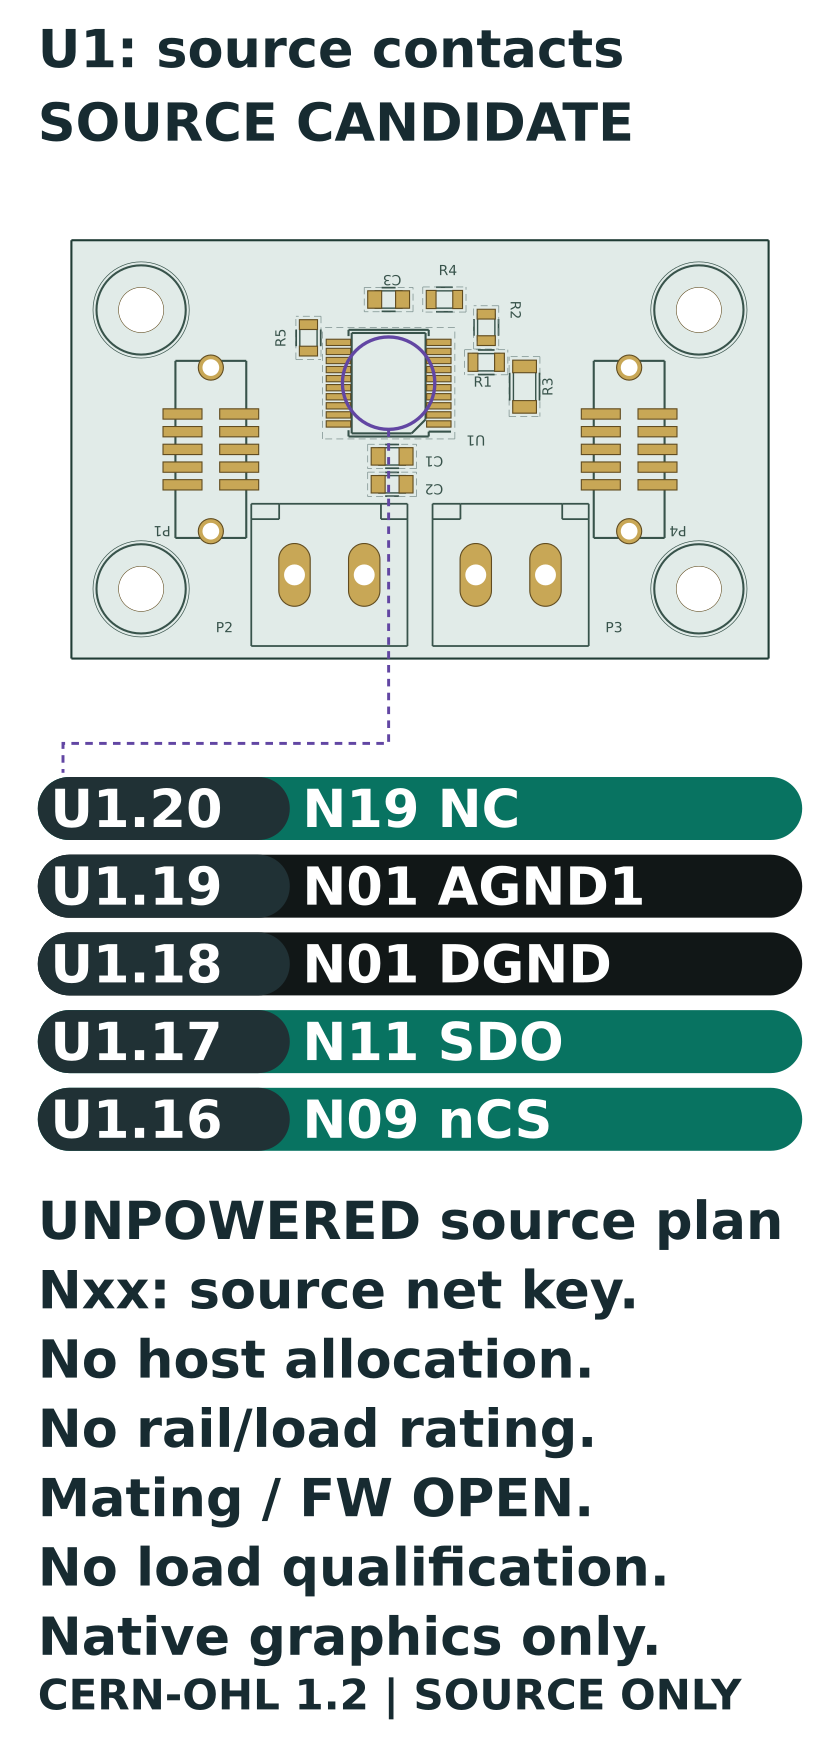 U1: source contacts
SOURCE CANDIDATE
C3
R4
R2
R5
R1
R3
U1
C1
C2
P1
P4
P2
P3
U1.20 N19 NC
U1.19 N01 AGND1
U1.18 N01 DGND
U1.17 N11 SDO
U1.16 N09 nCS
UNPOWERED source plan
Nxx: source net key.
No host allocation.
No rail/load rating.
Mating / FW OPEN.
No load qualification.
Native graphics only.
CERN-OHL 1.2 | SOURCE ONLY